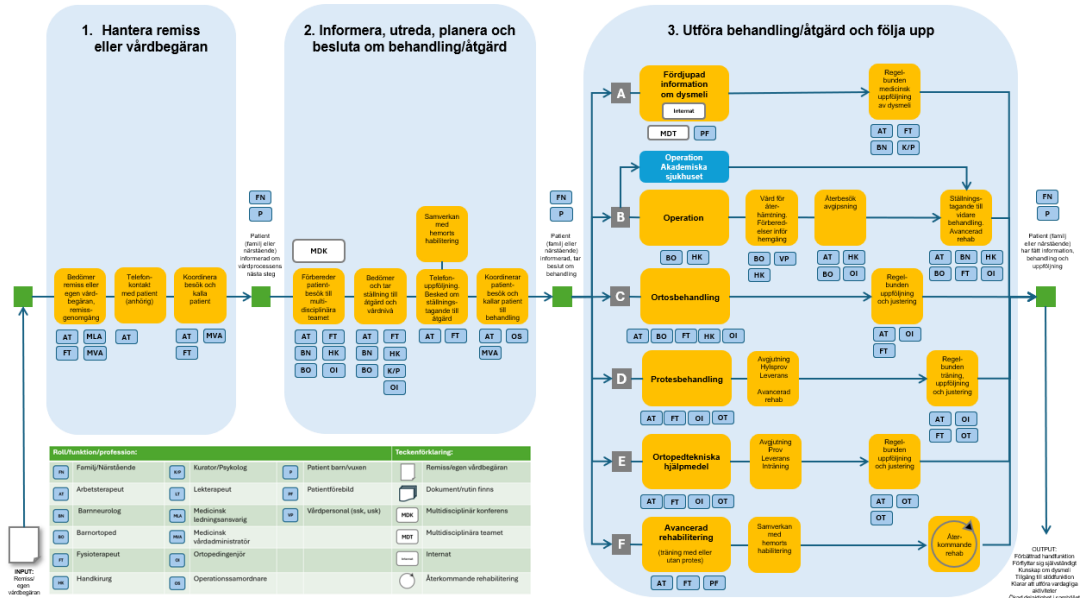 1. Hantera remiss
eller vårdbegäran
2. Informera, utreda, planera och
besluta om behandling/åtgärd
3. Utföra behandling/åtgärd och följa upp
Bedömer
remiss eller
egen vård-
begäran,
remiss-
genomgång
AT MLA
FT MVA
Telefon-
kontakt
med patient
(anhörig)
AT
Koordinera
besök och
kalla
patient
AT MVA
FT
FN
P
Patient
(famil) eller
närstående)
informerad om
vårdprocessens
nästa steg
MDK
Förbereder
patient-
besök till
multi-
disciplinära
teamet
AT FT
BN HK
BO OI
Bedömer
och tar
ställning till
åtgärd och
vårdnivå
AT FT
BN HK
BO K/P
OI
Samverkan
med
hemorts
habilitering
Telefon-
uppföljning.
Besked om
ställnings-
tagande till
åtgärd
AT FT
Koordinerar
patient-
besök och
kallar patient
till
behandling
AT OS
MVA
FN
P
Patient
(famil) eller
närstående)
informerad, tar
beslut om
behandling
A
Fördjupad
information
om dysmeli
Internat
MDT PF
Regel-
bunden
medicinsk
uppföljning
av dysmeli
AT FT
BN K/P
Operation
Akademiska
sjukhuset
B
Operation
BO HK
Vård för
åter-
hämtning.
Förbered-
elser inför
hemgång
BO VP
HK
Återbesök
avgipsning
AT HK
BO OI
Ställnings-
tagande till
vidare
behandling.
Avancerad
rehab
AT BN HK
BO FT OI
C
Ortosbehandling
AT BO FT HK OI
Regel-
bunden
uppföljning
och justering
AT OI
FT
D
Protesbehandling
AT FT OI OT
Avgjutning
Hylsprov
Leverans
Avancerad
rehab
Regel-
bunden
träning,
uppföljning
och justering
AT OI
FT OT
E
Ortopedtekniska
hjälpmedel
AT FT OI OT
Avgjutning
Prov
Leverans
Inträning
Regel-
bunden
uppföljning
och justering
AT OT
OT
F
Avancerad
rehabilitering
(träning med eller
utan protes)
AT FT PF
Samverkan
med
hemorts
habilitering
Åter-
kommande
rehab
FN
P
Patient (famil)
eller
närstående)
har fått information,
behandling och
uppföljning
OUTPUT:
Förbättrad handfunktion
Förflyttar sig självständigt
Kunskap om dysmeli
Tillgång till stödfunktion
Klarar att utföra vardagliga
aktiviteter
INPUT:
Remiss/
egen
vårdbegäran
Roll/funktion/profession: Teckenförklaring:
FN Familj/Närstående K/P Kurator/Psykolog P Patient barn/vuxen Remiss/egen vårdbegäran
AT Arbetsterapeut LT Lekterapeut PF Patientförebild Dokument/rutin finns
BN Barnneurolog MLA Medicinsk
ledningsansvarig VP Vårdpersonal (ssk, usk) MDK Multidisciplinär konferens
BO Barnortoped MVA Medicinsk
vårdadministratör MDT Multidisciplinära teamet
FT Fysioterapeut OI Ortopedingenjör Internat
HK Handkirurg OS Operationssamordnare Återkommande rehabilitering